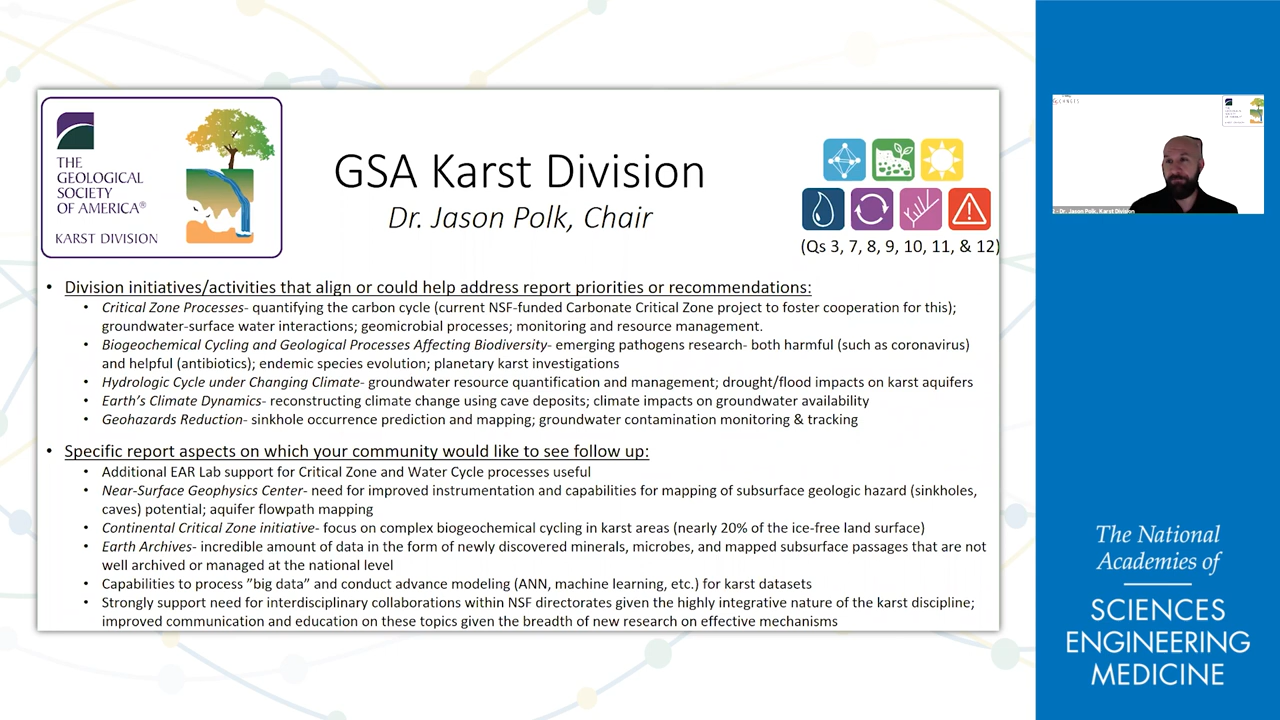 THE
GEOLOGICAL
SOCIETY
OF AMERICA®
KARST DIVISION
GSA Karst Division
Dr. Jason Polk, Chair
(Qs 3, 7, 8, 9, 10, 11, & 12)
• Division initiatives/activities that align or could help address report priorities or recommendations:
• Critical Zone Processes- quantifying the carbon cycle (current NSF-funded Carbonate Critical Zone project to foster cooperation for this);
groundwater-surface water interactions; geomicrobial processes; monitoring and resource management.
• Biogeochemical Cycling and Geological Processes Affecting Biodiversity- emerging pathogens research- both harmful (such as coronavirus)
and helpful (antibiotics); endemic species evolution; planetary karst investigations
• Hydrologic Cycle under Changing Climate- groundwater resource quantification and management; drought/flood impacts on karst aquifers
• Earth's Climate Dynamics- reconstructing climate change using cave deposits; climate impacts on groundwater availability
• Geohazards Reduction- sinkhole occurrence prediction and mapping; groundwater contamination monitoring & tracking
• Specific report aspects on which your community would like to see follow up:
• Additional EAR Lab support for Critical Zone and Water Cycle processes useful
• Near-Surface Geophysics Center- need for improved instrumentation and capabilities for mapping of subsurface geologic hazard (sinkholes,
caves) potential; aquifer flowpath mapping
• Continental Critical Zone initiative- focus on complex biogeochemical cycling in karst areas (nearly 20% of the ice-free land surface)
• Earth Archives- incredible amount of data in the form of newly discovered minerals, microbes, and mapped subsurface passages that are not
well archived or managed at the national level
• Capabilities to process "big data" and conduct advance modeling (ANN, machine learning, etc.) for karst datasets
• Strongly support need for interdisciplinary collaborations within NSF directorates given the highly integrative nature of the karst discipline;
improved communication and education on these topics given the breadth of new research on effective mechanisms
- Dr. Jason Polk, Karst Division
The National
Academies of
SCIENCES
ENGINEERING
MEDICINE